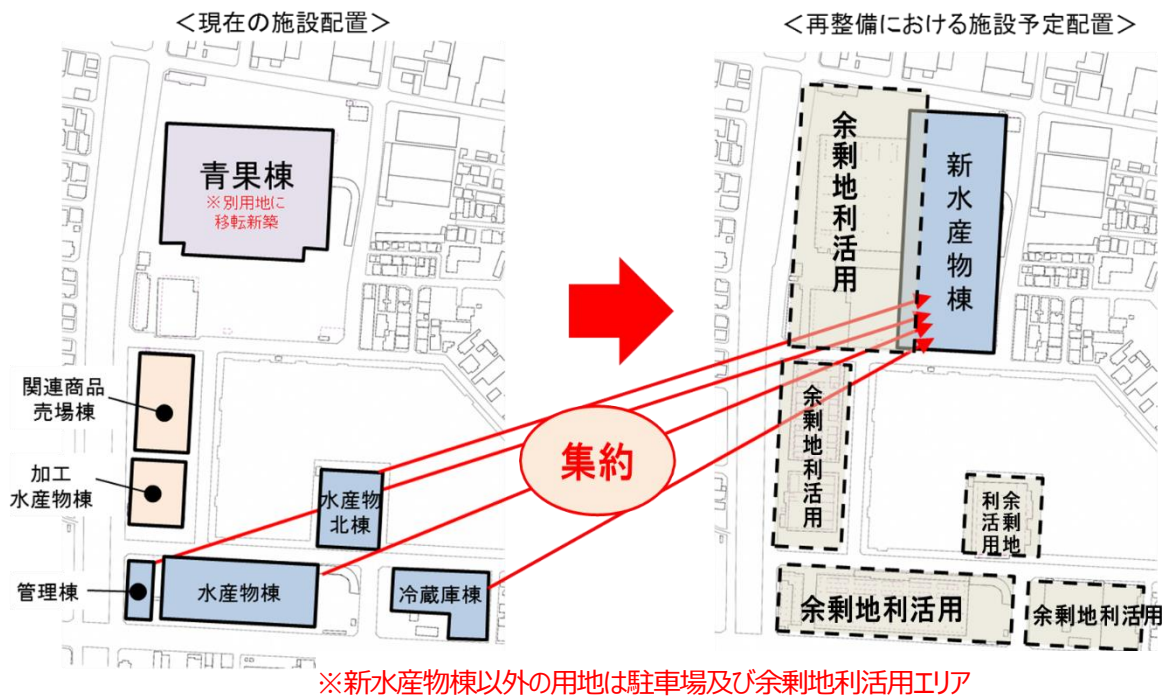 ＜現在の施設配置＞
＜再整備における施設予定配置＞
青果棟
※別用地に
移転新築
関連商品
売場棟
加工
水産物棟
管理棟
水産物棟
水産物
北棟
冷蔵庫棟
集約
余剰地利活用
新水産物棟
余剰地利活用
余剰地
利活用
余剰地利活用
余剰地利活用
※新水産物棟以外の用地は駐車場及び余剰地利活用エリア